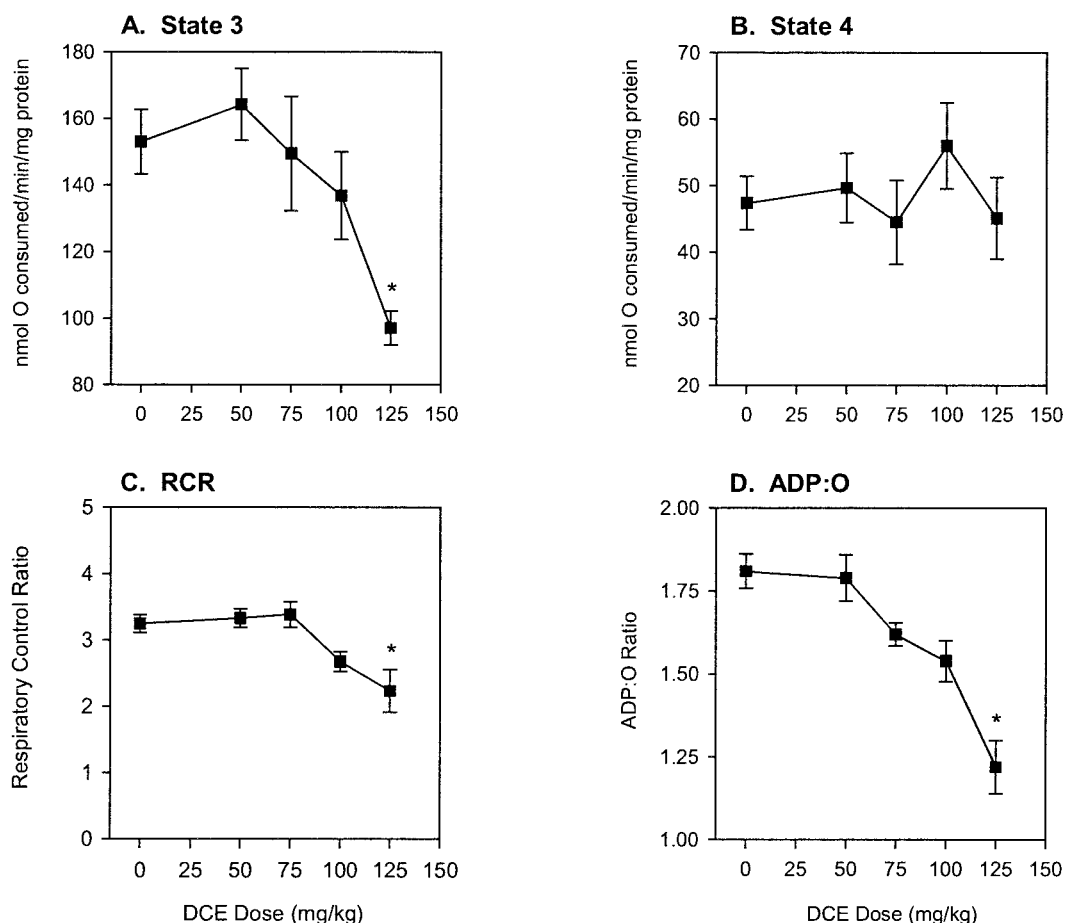 A. State 3
nmol O consumed/min/mg protein
180
160
140
120
100
80
*
0 25 50 75 100 125 150
B. State 4
nmol O consumed/min/mg protein
70
60
50
40
30
20
0 25 50 75 100 125 150
C. RCR
Respiratory Control Ratio
5
4
3
2
1
0
*
0 25 50 75 100 125 150
DCE Dose (mg/kg)
D. ADP:O
ADP:O Ratio
2.00
1.75
1.50
1.25
1.00
*
0 25 50 75 100 125 150
DCE Dose (mg/kg)